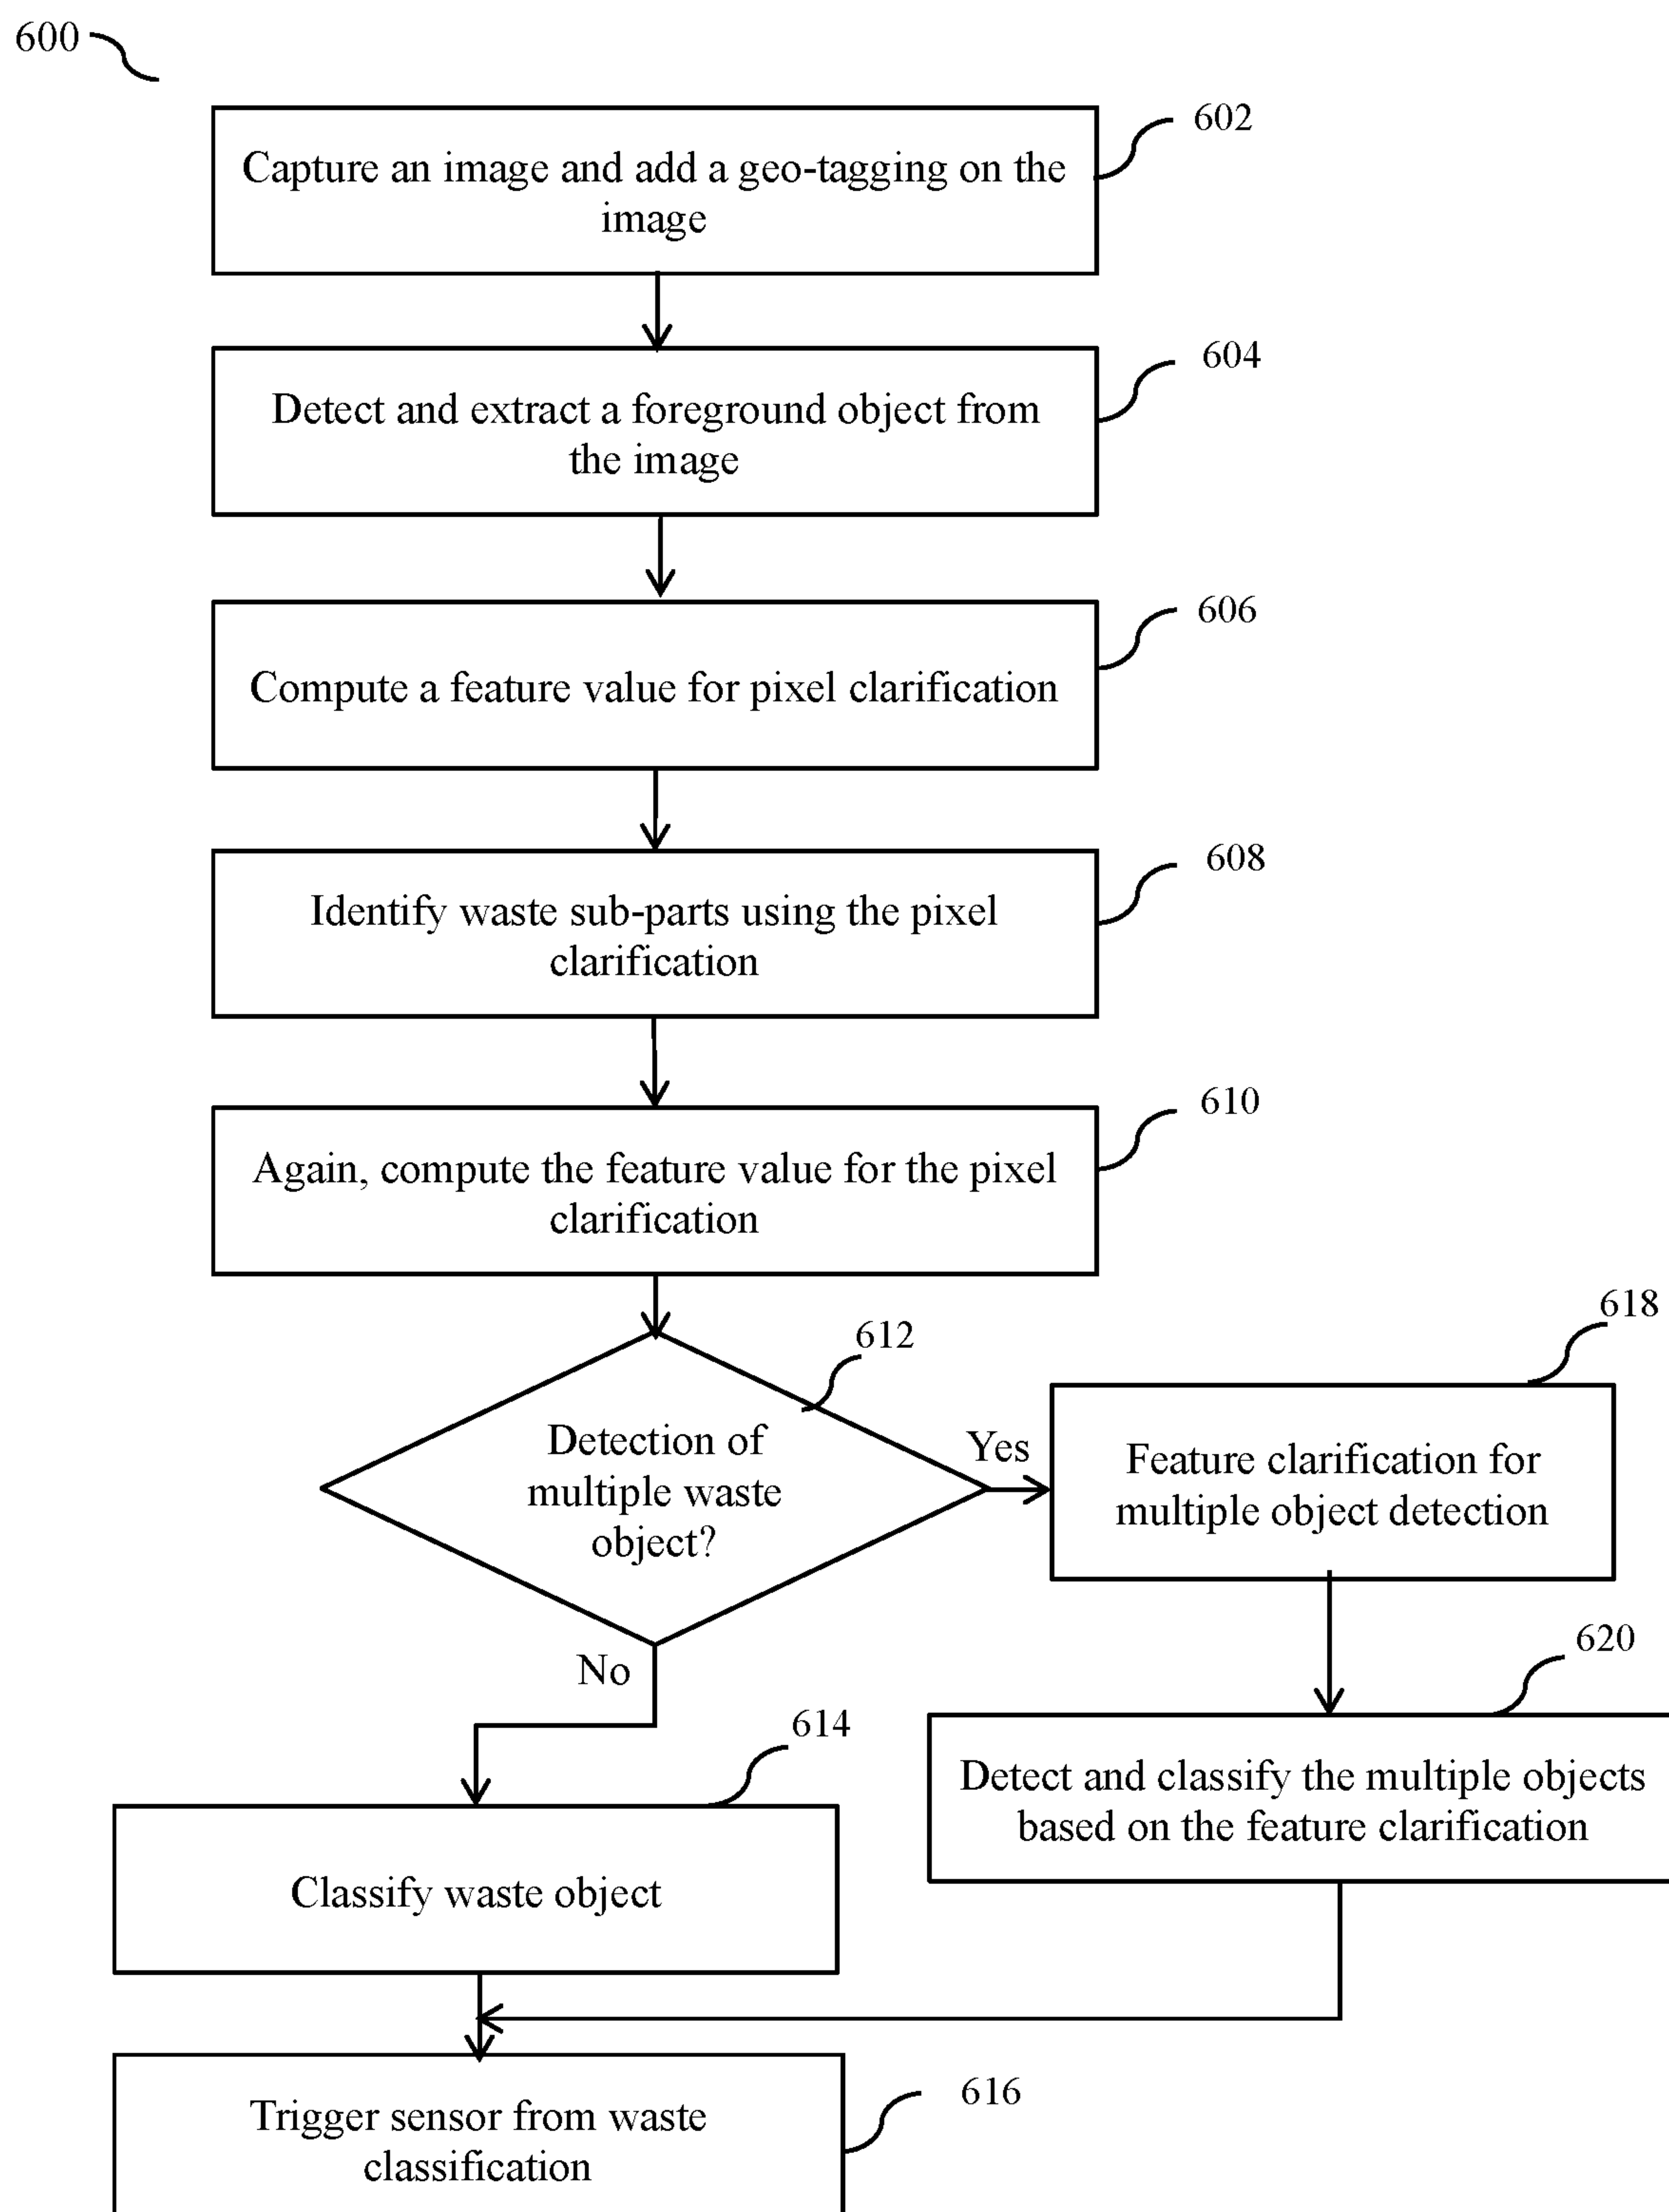 600
602
Capture an image and add a geo-tagging on the
image
604
Detect and extract a foreground object from
the image
606
Compute a feature value for pixel clarification
608
Identify waste sub-parts using the pixel
clarification
610
Again, compute the feature value for the pixel
clarification
612
Detection of
multiple waste
object?
Yes
618
Feature clarification for
multiple object detection
No
620
Detect and classify the multiple objects
based on the feature clarification
614
Classify waste object
616
Trigger sensor from waste
classification